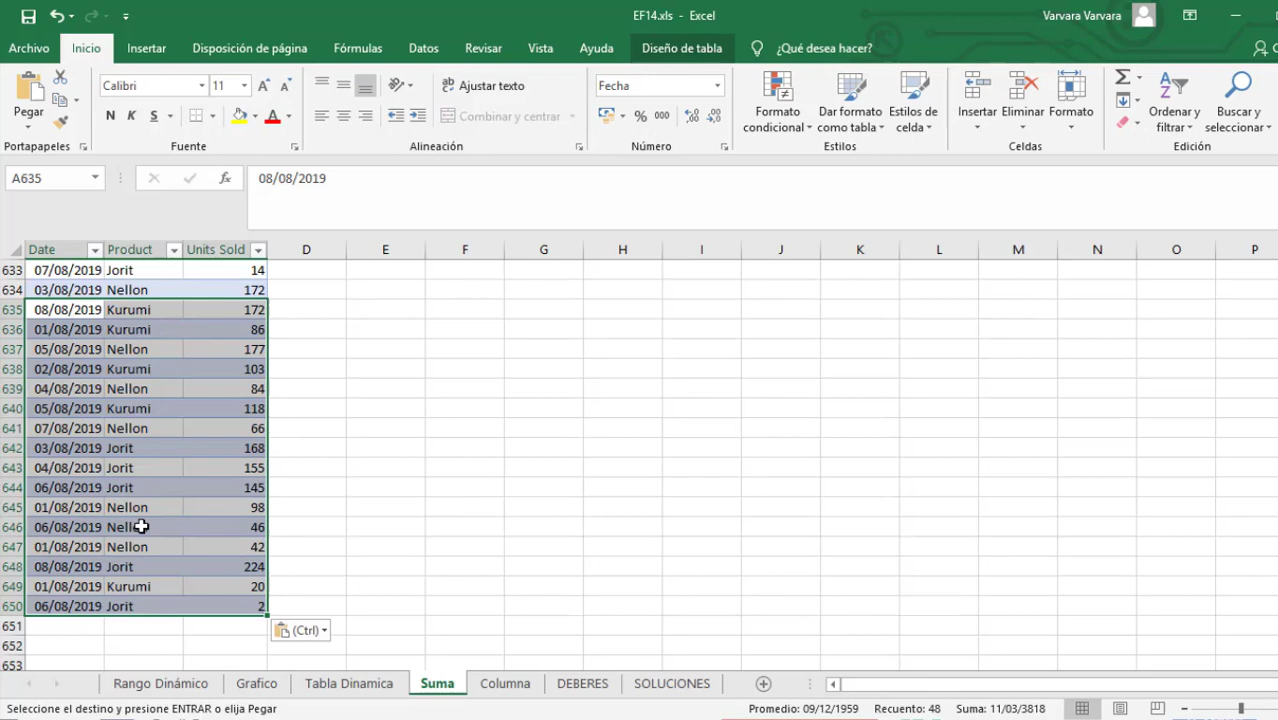 EF14.xls - Excel
Varvara Varvara
Archivo Inicio Insertar Disposición de página Fórmulas Datos Revisar Vista Ayuda Diseño de tabla ¿Qué desea hacer?
Pegar
Calibri 11
N K S
Ajustar texto
Combinar y centrar
Fecha
% 000
Formato condicional
Dar formato como tabla
Estilos de celda
Insertar Eliminar Formato
Ordenar y filtrar
Buscar y seleccionar
Portapapeles Fuente Alineación Número Estilos Celdas Edición
A635 fx 08/08/2019
Date Product Units Sold D E F G H I J K L M N O P
633 07/08/2019 Jorit 14
634 03/08/2019 Nellon 172
635 08/08/2019 Kurumi 172
636 01/08/2019 Kurumi 86
637 05/08/2019 Nellon 177
638 02/08/2019 Kurumi 103
639 04/08/2019 Nellon 84
640 05/08/2019 Kurumi 118
641 07/08/2019 Nellon 66
642 03/08/2019 Jorit 168
643 04/08/2019 Jorit 155
644 06/08/2019 Jorit 145
645 01/08/2019 Nellon 98
646 06/08/2019 Nellon 46
647 01/08/2019 Nellon 42
648 08/08/2019 Jorit 224
649 01/08/2019 Kurumi 20
650 06/08/2019 Jorit 2
651 (Ctrl)
652
653
Rango Dinámico Grafico Tabla Dinamica Suma Columna DEBERES SOLUCIONES
Seleccione el destino y presione ENTRAR o elija Pegar Promedio: 09/12/1959 Recuento: 48 Suma: 11/03/3818